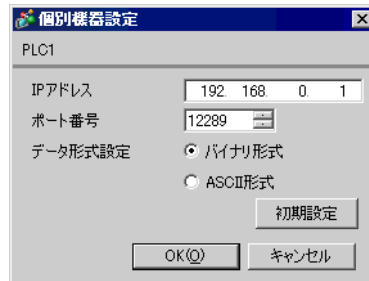 個別機器設定
PLC1
IPアドレス 192. 168. 0. 1
ポート番号 12289
データ形式設定 バイナリ形式
ASCII形式
初期設定
OK(O) キャンセル